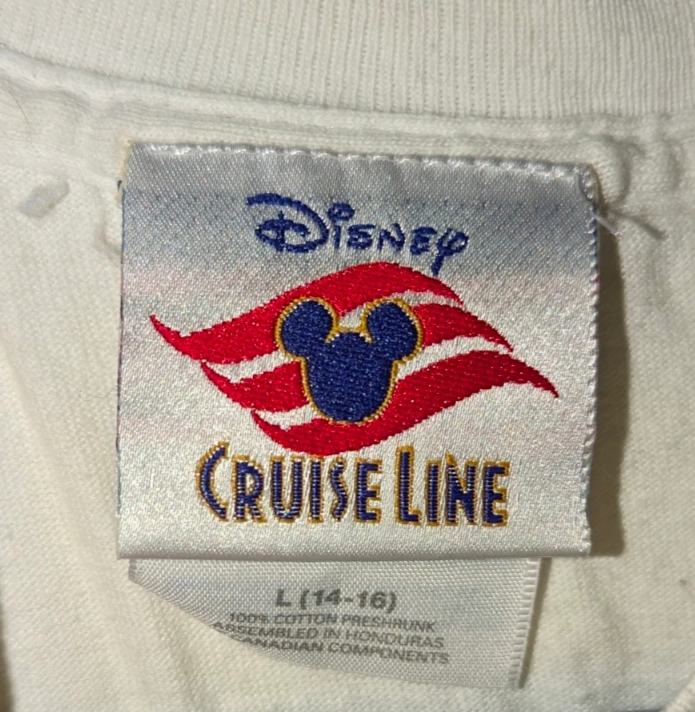 Disney
CRUISE LINE
L (14-16)
100% COTTON PRESHRUNK
ASSEMBLED IN HONDURAS
CANADIAN COMPONENTS